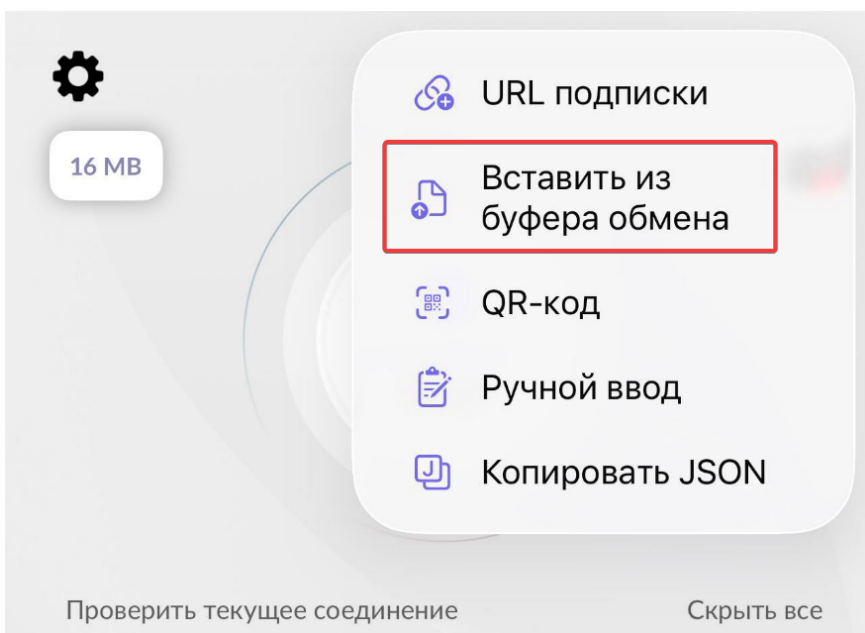 URL подписки
16 MB
Вставить из
буфера обмена
QR-код
Ручной ввод
Копировать JSON
Проверить текущее соединение
Скрыть все